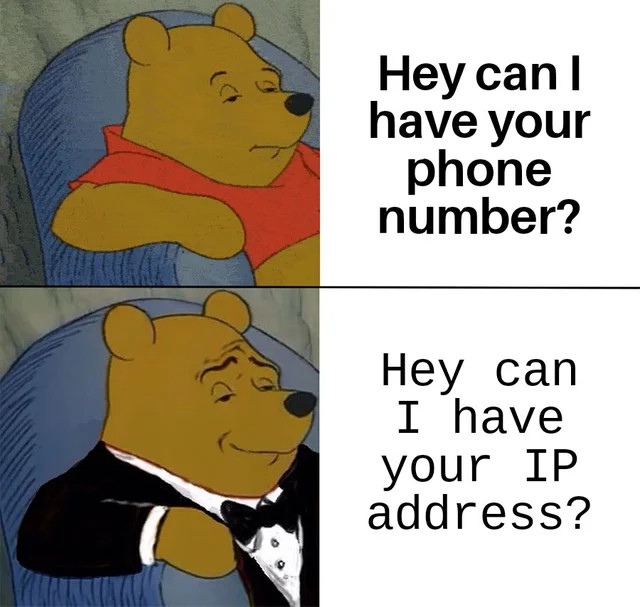 Hey can I
have your
phone
number?
Hey can
I have
your IP
address?